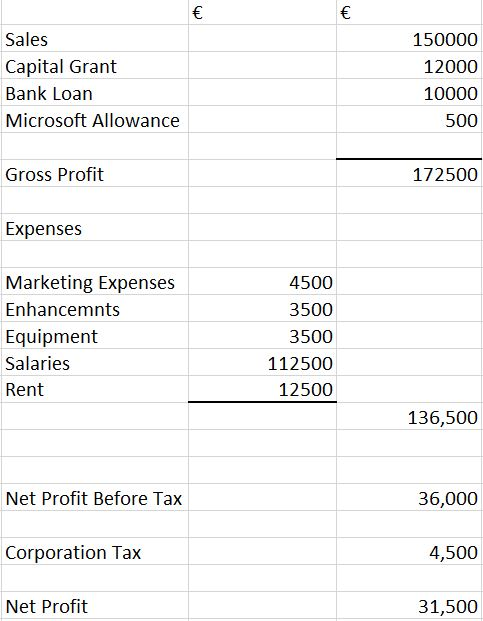 € €
Sales 150000
Capital Grant 12000
Bank Loan 10000
Microsoft Allowance 500
Gross Profit 172500
Expenses
Marketing Expenses 4500
Enhancemnts 3500
Equipment 3500
Salaries 112500
Rent 12500
136,500
Net Profit Before Tax 36,000
Corporation Tax 4,500
Net Profit 31,500